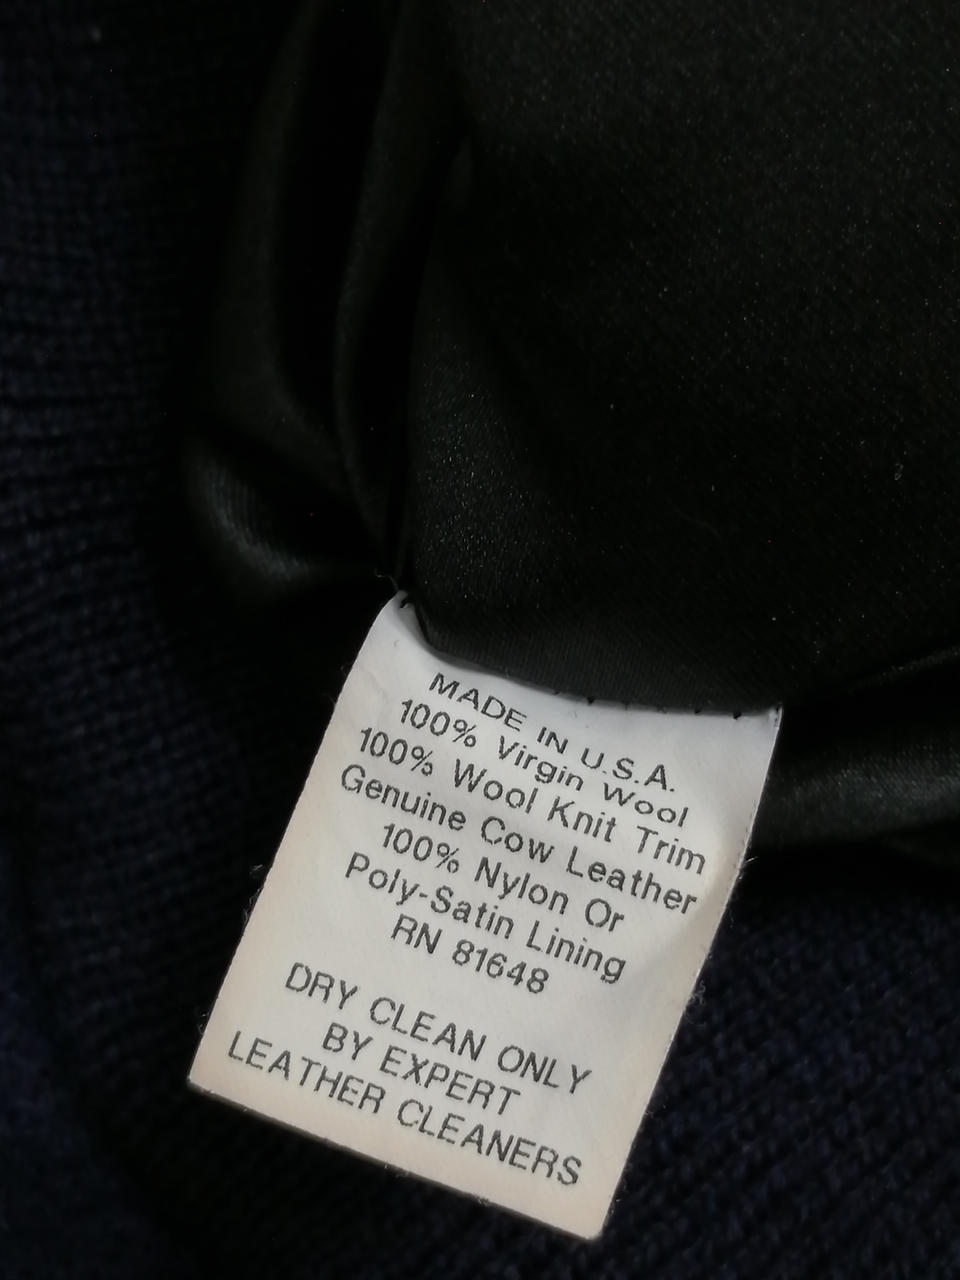 MADE IN U.S.A.
100% Virgin Wool
100% Wool Knit Trim
Genuine Cow Leather
100% Nylon Or
Poly-Satin Lining
RN 81648
DRY CLEAN ONLY
BY EXPERT
LEATHER CLEANERS